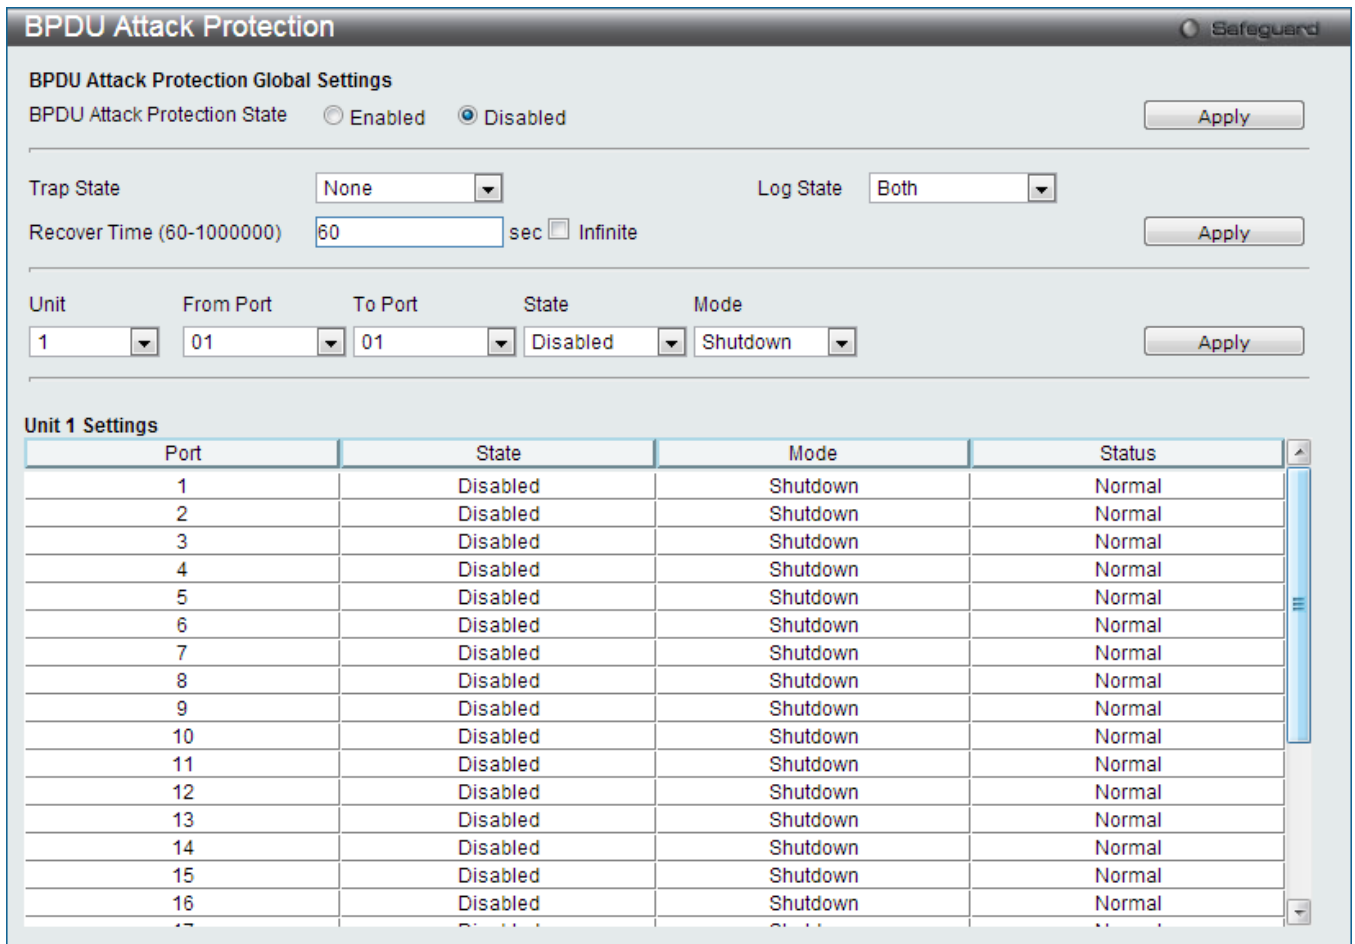 BPDU Attack Protection Safeguard
BPDU Attack Protection Global Settings
BPDU Attack Protection State Enabled Disabled Apply
Trap State None Log State Both
Recover Time (60-1000000) 60 sec Infinite Apply
Unit From Port To Port State Mode
1 01 01 Disabled Shutdown Apply
Unit 1 Settings
Port State Mode Status
1 Disabled Shutdown Normal
2 Disabled Shutdown Normal
3 Disabled Shutdown Normal
4 Disabled Shutdown Normal
5 Disabled Shutdown Normal
6 Disabled Shutdown Normal
7 Disabled Shutdown Normal
8 Disabled Shutdown Normal
9 Disabled Shutdown Normal
10 Disabled Shutdown Normal
11 Disabled Shutdown Normal
12 Disabled Shutdown Normal
13 Disabled Shutdown Normal
14 Disabled Shutdown Normal
15 Disabled Shutdown Normal
16 Disabled Shutdown Normal